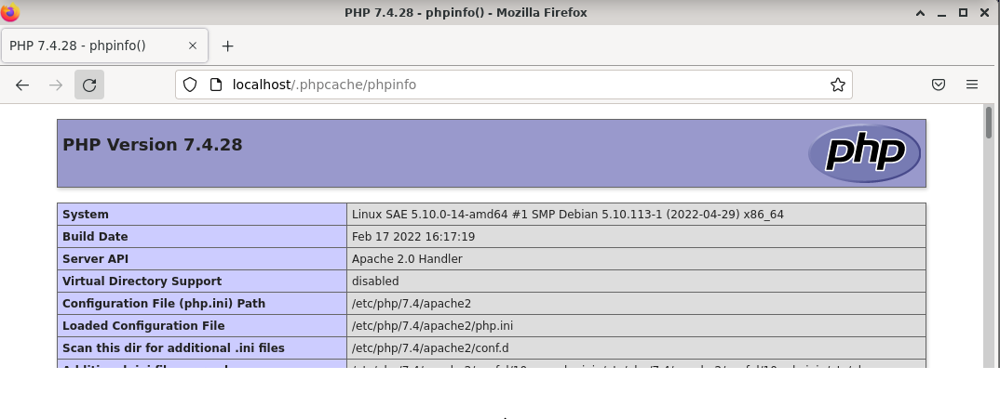 PHP 7.4.28 - phpinfo() - Mozilla Firefox
PHP 7.4.28 - phpinfo()
localhost/.phpcache/phpinfo
PHP Version 7.4.28
php
System Linux SAE 5.10.0-14-amd64 #1 SMP Debian 5.10.113-1 (2022-04-29) x86_64
Build Date Feb 17 2022 16:17:19
Server API Apache 2.0 Handler
Virtual Directory Support disabled
Configuration File (php.ini) Path /etc/php/7.4/apache2
Loaded Configuration File /etc/php/7.4/apache2/php.ini
Scan this dir for additional .ini files /etc/php/7.4/apache2/conf.d